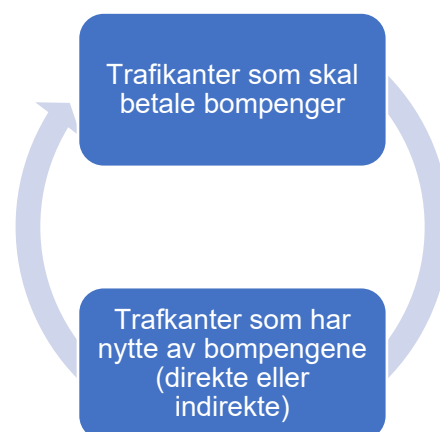 Trafikanter som skal
betale bompenger
Trafkanter som har
nytte av bompengene
(direkte eller
indirekte)